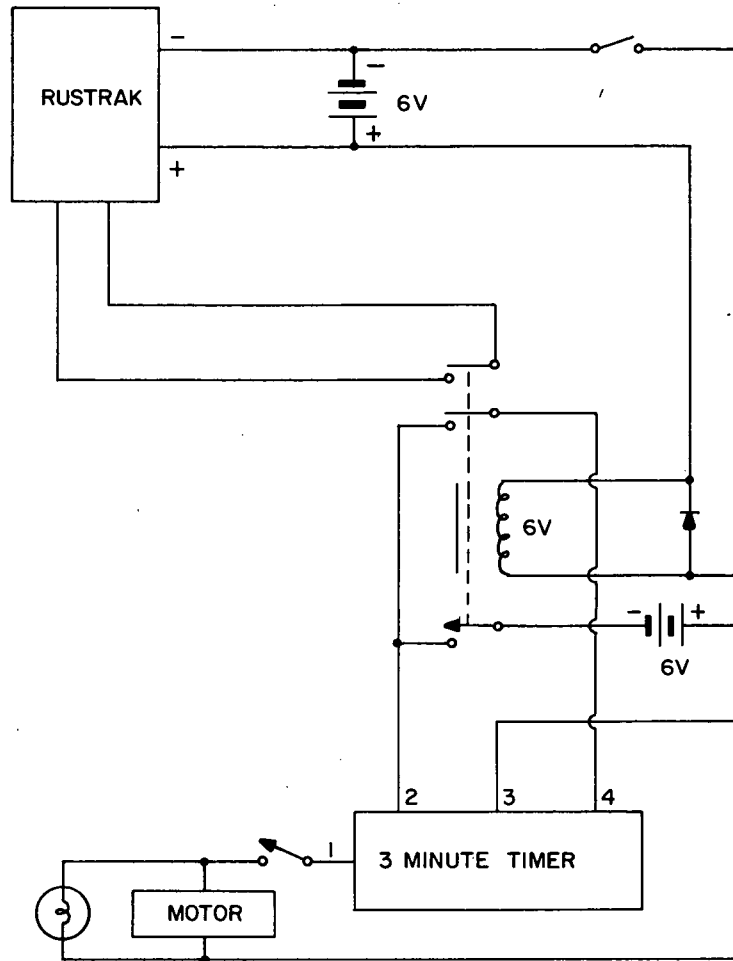 −
RUSTRAK
−
6V
+
+
6V
− +
6V
2 3 4
1
3 MINUTE TIMER
MOTOR